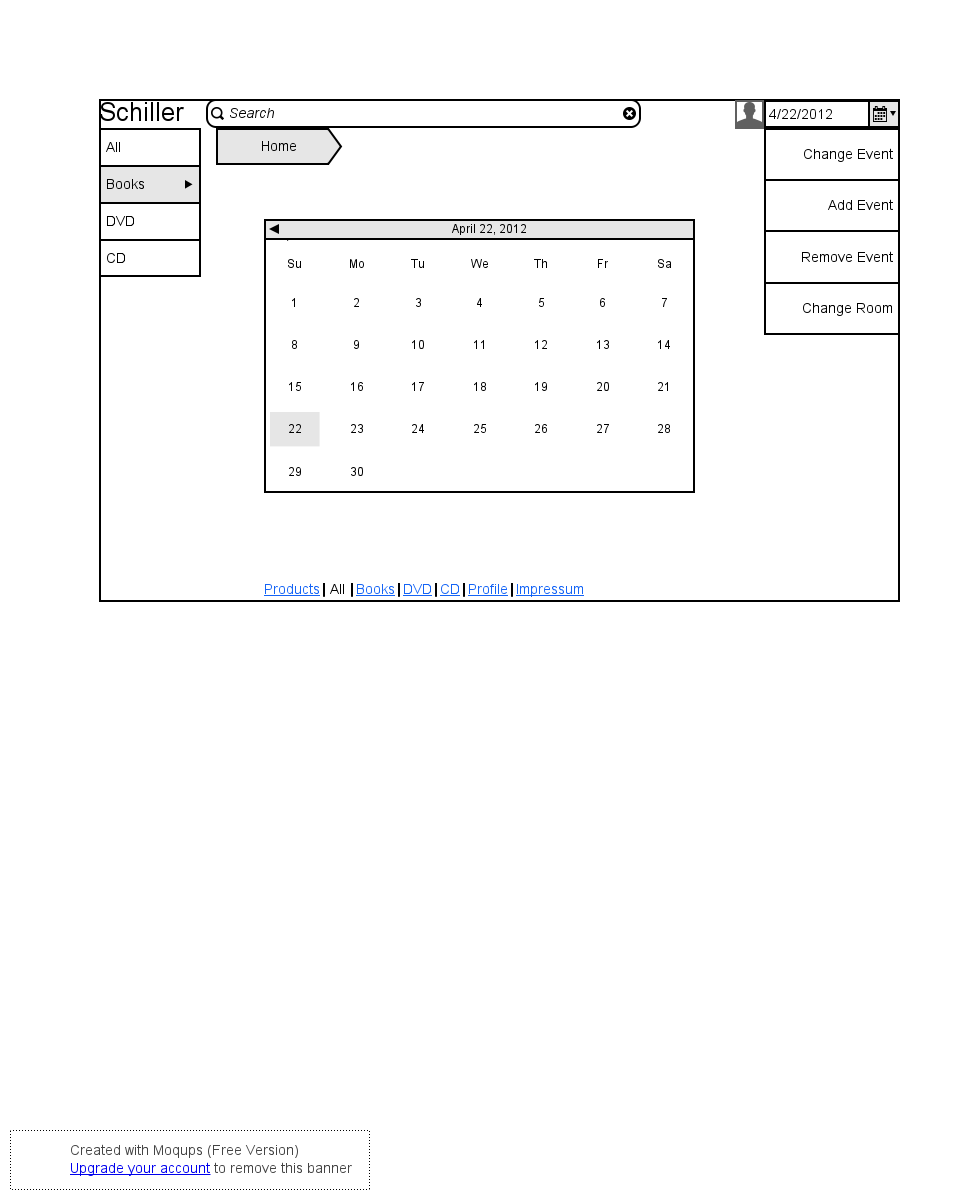 Schiller
Search
4/22/2012
All
Books
DVD
CD
Home
Change Event
Add Event
Remove Event
Change Room
April 22, 2012
Su Mo Tu We Th Fr Sa
1 2 3 4 5 6 7
8 9 10 11 12 13 14
15 16 17 18 19 20 21
22 23 24 25 26 27 28
29 30
Products | All | Books | DVD | CD | Profile | Impressum
Created with Moqups (Free Version)
Upgrade your account to remove this banner